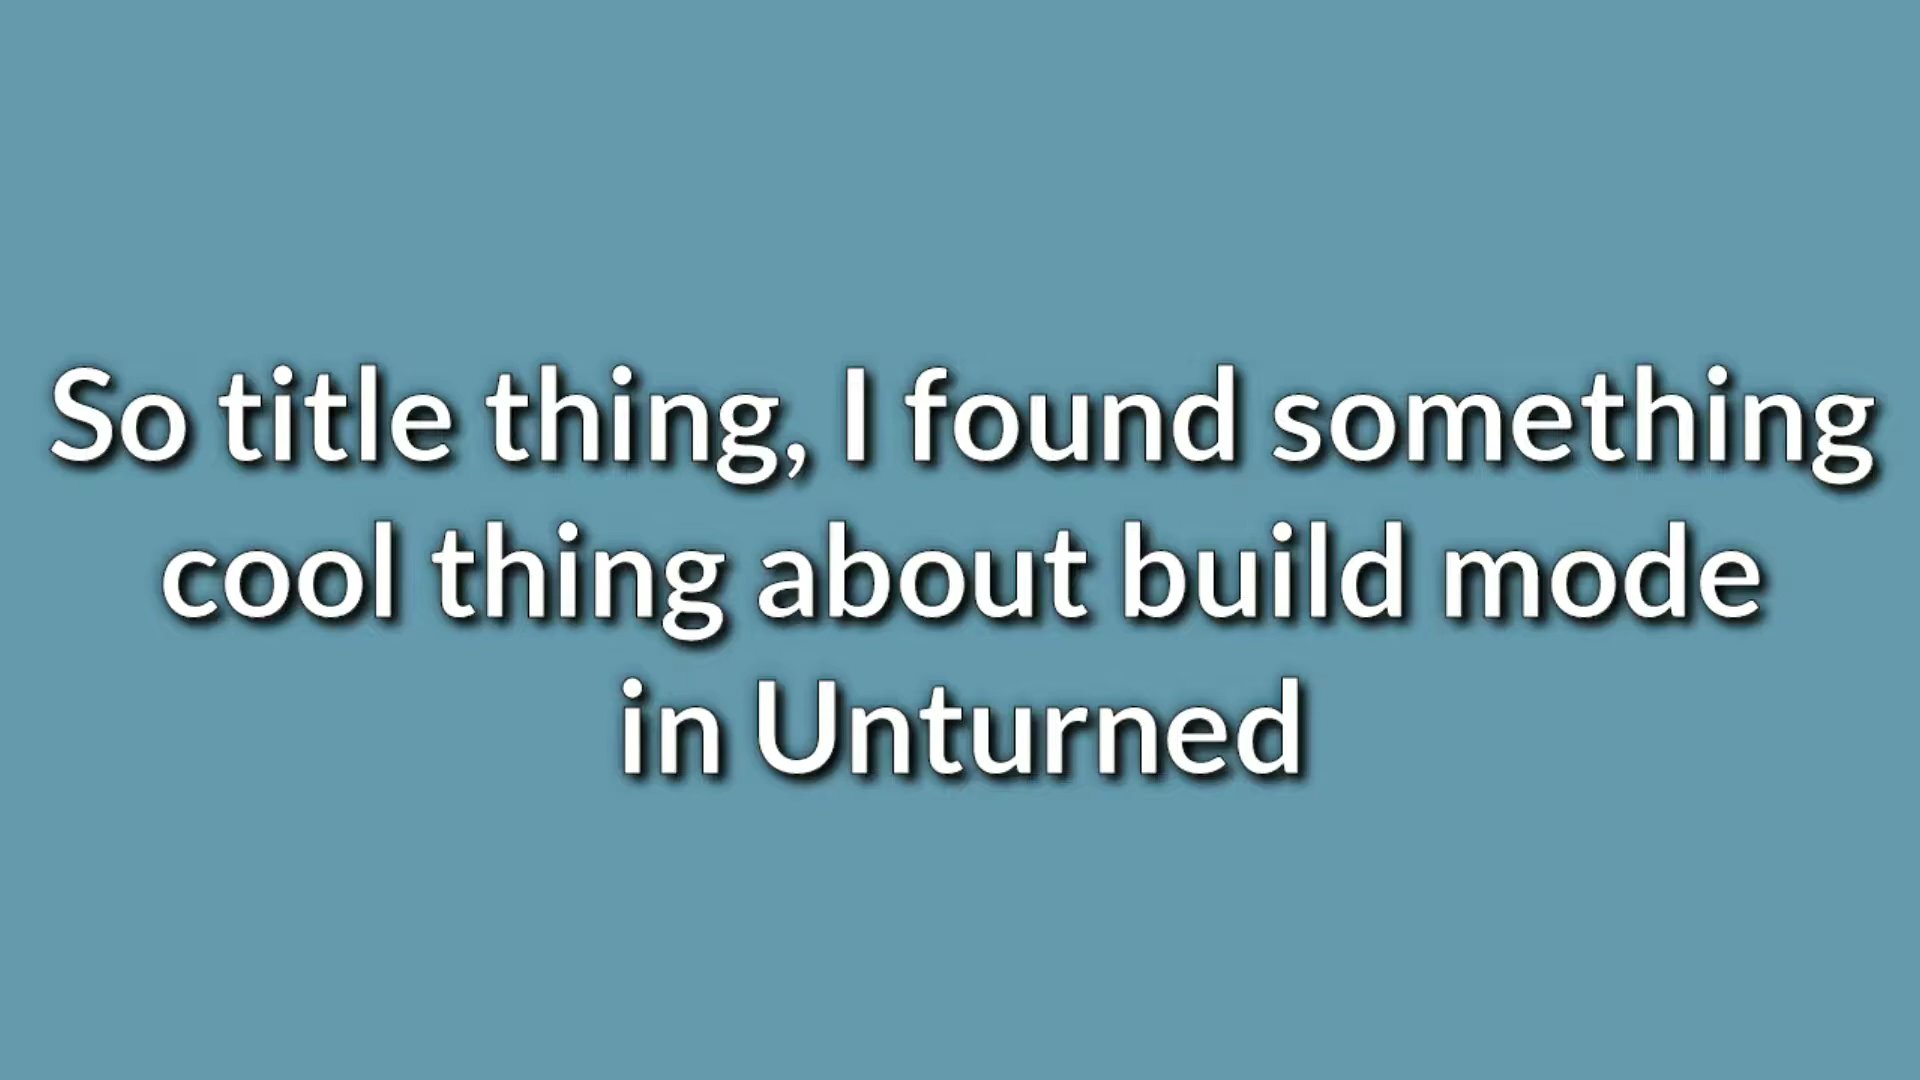 So title thing, I found something
cool thing about build mode
in Unturned